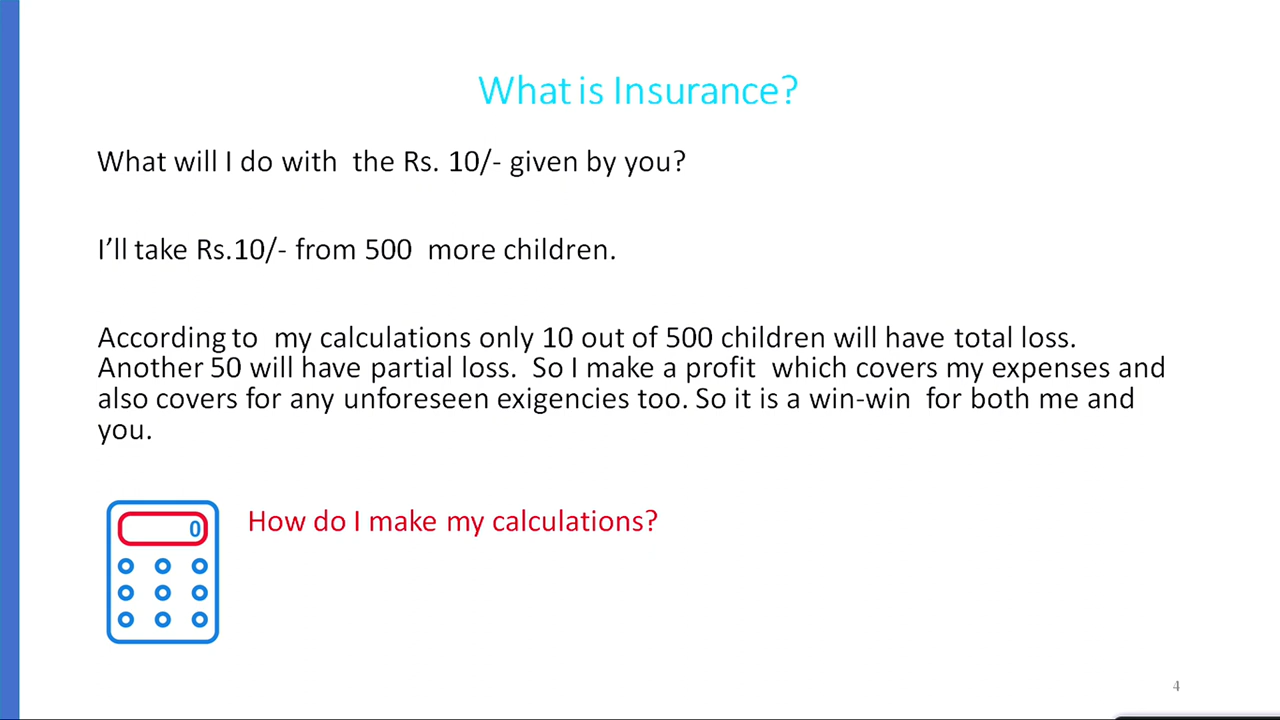 What is Insurance?
What will I do with the Rs. 10/- given by you?
I’ll take Rs.10/- from 500 more children.
According to my calculations only 10 out of 500 children will have total loss.
Another 50 will have partial loss. So I make a profit which covers my expenses and
also covers for any unforeseen exigencies too. So it is a win-win for both me and
you.
0
How do I make my calculations?
4